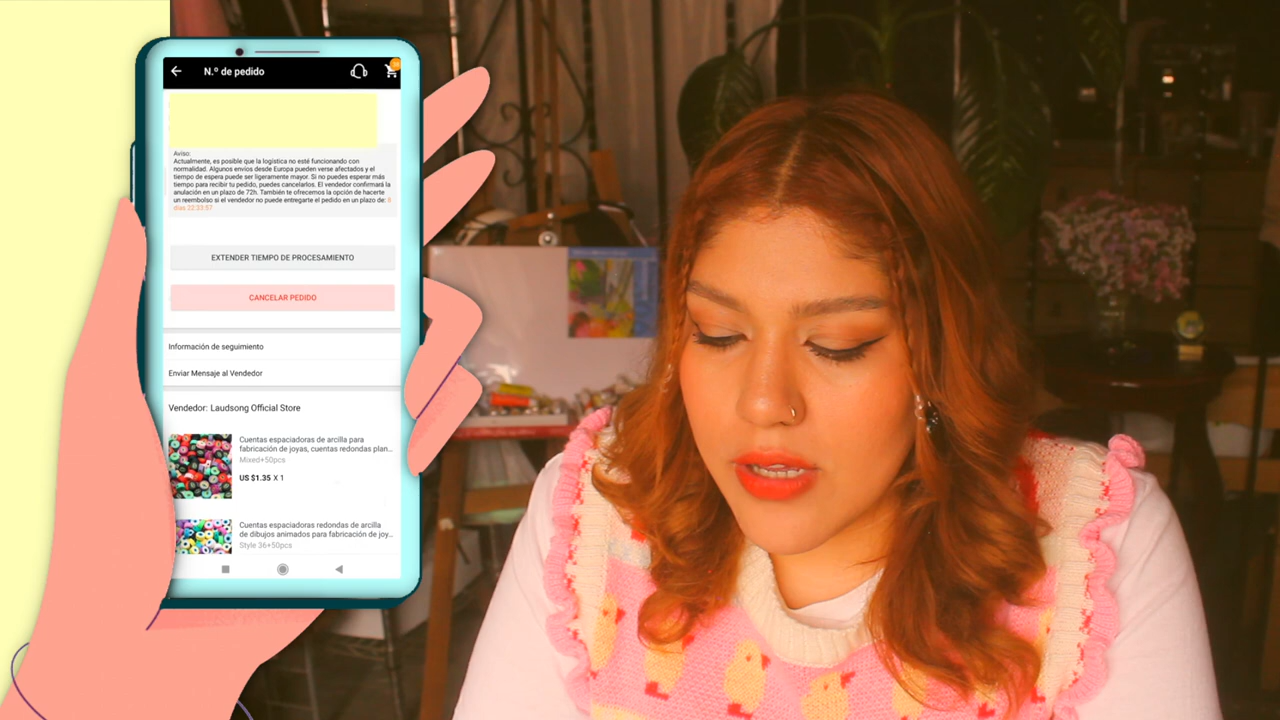 N.º de pedido
Aviso:
Actualmente, es posible que la logística no esté funcionando con
normalidad. Algunos envíos desde Europa pueden verse afectados y el
tiempo de espera puede ser ligeramente mayor. Si no puedes esperar más
tiempo para recibir tu pedido, puedes cancelarlos. El vendedor confirmará la
anulación en un plazo de 72h. También te ofrecemos la opción de hacerte
un reembolso si el vendedor no puede entregarte el pedido en un plazo de: 8
días 22:23:57
EXTENDER TIEMPO DE PROCESAMIENTO
CANCELAR PEDIDO
Información de seguimiento
Enviar Mensaje al Vendedor
Vendedor: Laudsong Official Store
Cuentas espaciadoras de arcilla para
fabricación de joyas, cuentas redondas plan...
Mixed+50pcs
US $1.35 X 1
Cuentas espaciadoras redondas de arcilla
de dibujos animados para fabricación de joy...
Style 36+50pcs